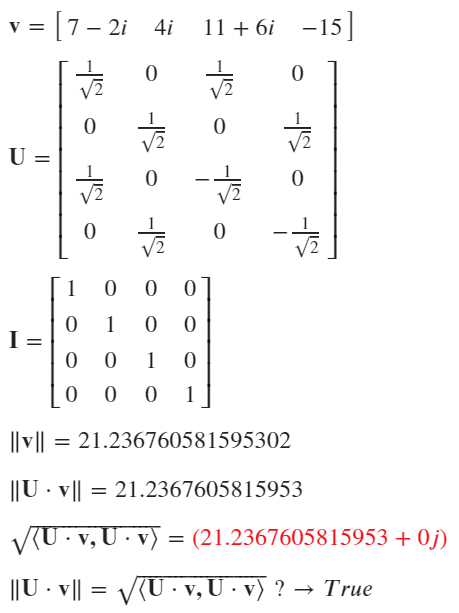 v = [7 − 2i 4i 11 + 6i −15]
U = [1/√2 0 1/√2 0
0 1/√2 0 1/√2
1/√2 0 −1/√2 0
0 1/√2 0 −1/√2]
I = [1 0 0 0
0 1 0 0
0 0 1 0
0 0 0 1]
‖v‖ = 21.236760581595302
‖U · v‖ = 21.2367605815953
√⟨U · v, U · v⟩ = (21.2367605815953 + 0j)
‖U · v‖ = √⟨U · v, U · v⟩ ? → True